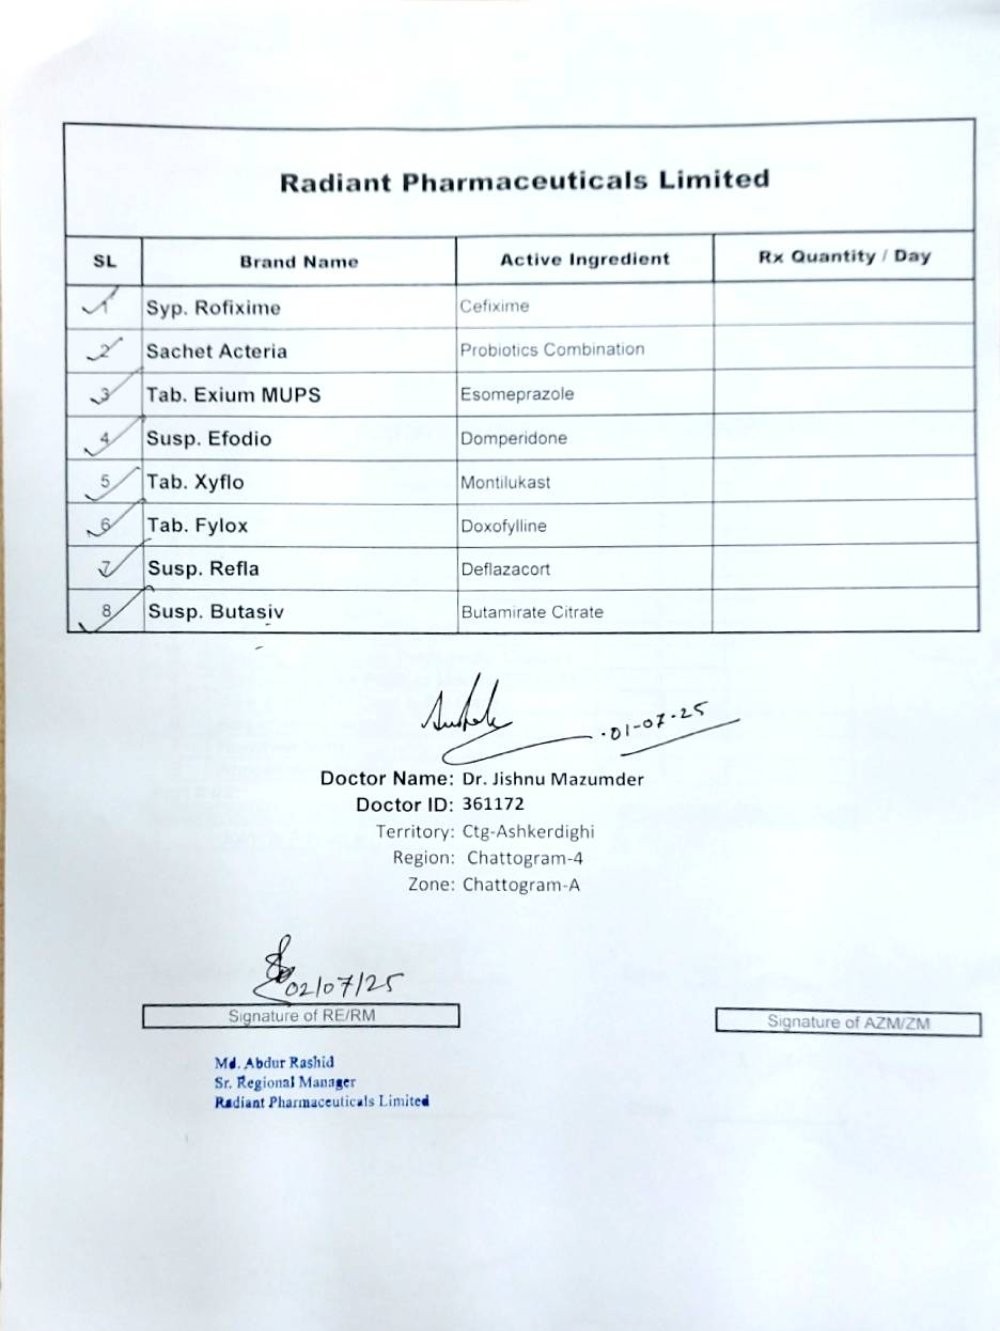 Radiant Pharmaceuticals Limited
SL Brand Name Active Ingredient Rx Quantity / Day
1 Syp. Rofixime Cefixime
2 Sachet Acteria Probiotics Combination
3 Tab. Exium MUPS Esomeprazole
4 Susp. Efodio Domperidone
5 Tab. Xyflo Montilukast
6 Tab. Fylox Doxofylline
7 Susp. Refla Deflazacort
8 Susp. Butasiv Butamirate Citrate
01-07-25
Doctor Name: Dr. Jishnu Mazumder
Doctor ID: 361172
Territory: Ctg-Ashkerdighi
Region: Chattogram-4
Zone: Chattogram-A
02/07/25
Signature of RE/RM
Signature of AZM/ZM
Md. Abdur Rashid
Sr. Regional Manager
Radiant Pharmaceuticals Limited